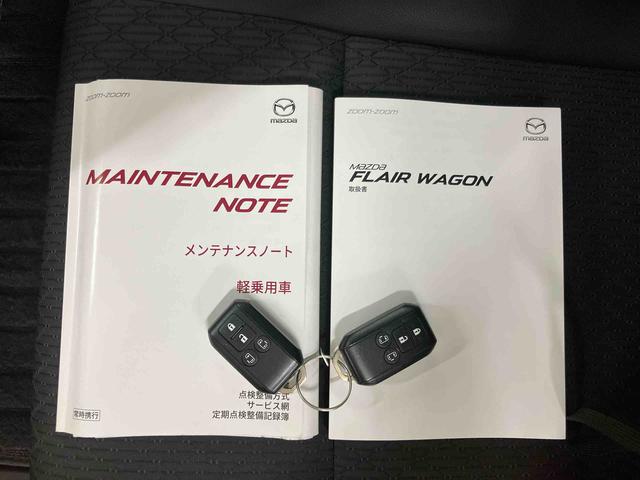 zoom-zoom
mazda
MAINTENANCE
NOTE
メンテナンスノート
軽乗用車
点検整備方式
サービス網
定期点検整備記録簿
常時携行
zoom-zoom
mazda
mazda
FLAIR WAGON
取扱書